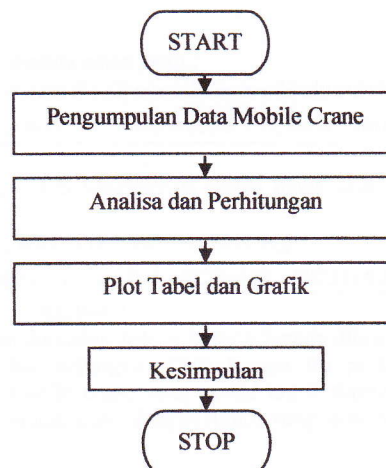 START
Pengumpulan Data Mobile Crane
Analisa dan Perhitungan
Plot Tabel dan Grafik
Kesimpulan
STOP